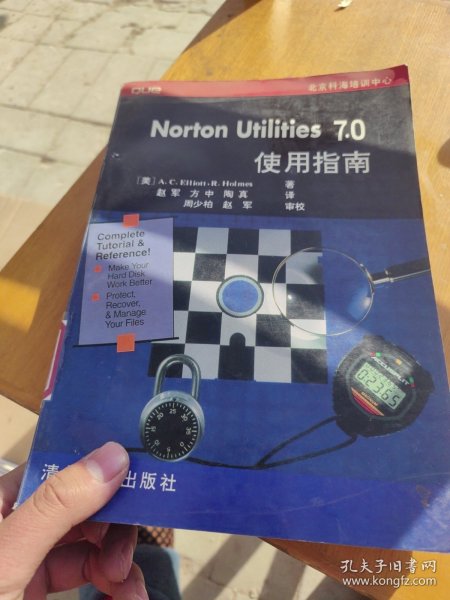 QUE
北京科海培训中心
Norton Utilities 7.0
使用指南
[美] A. C. Elliott . R. Holmes 著
赵军 方中 陶真 译
周少柏 赵军 审校
Complete
Tutorial &
Reference!
Make Your
Hard Disk
Work Better
Protect,
Recover,
& Manage
Your Files
25
02365
清
出版社
孔夫子旧书网
www.kongfz.com